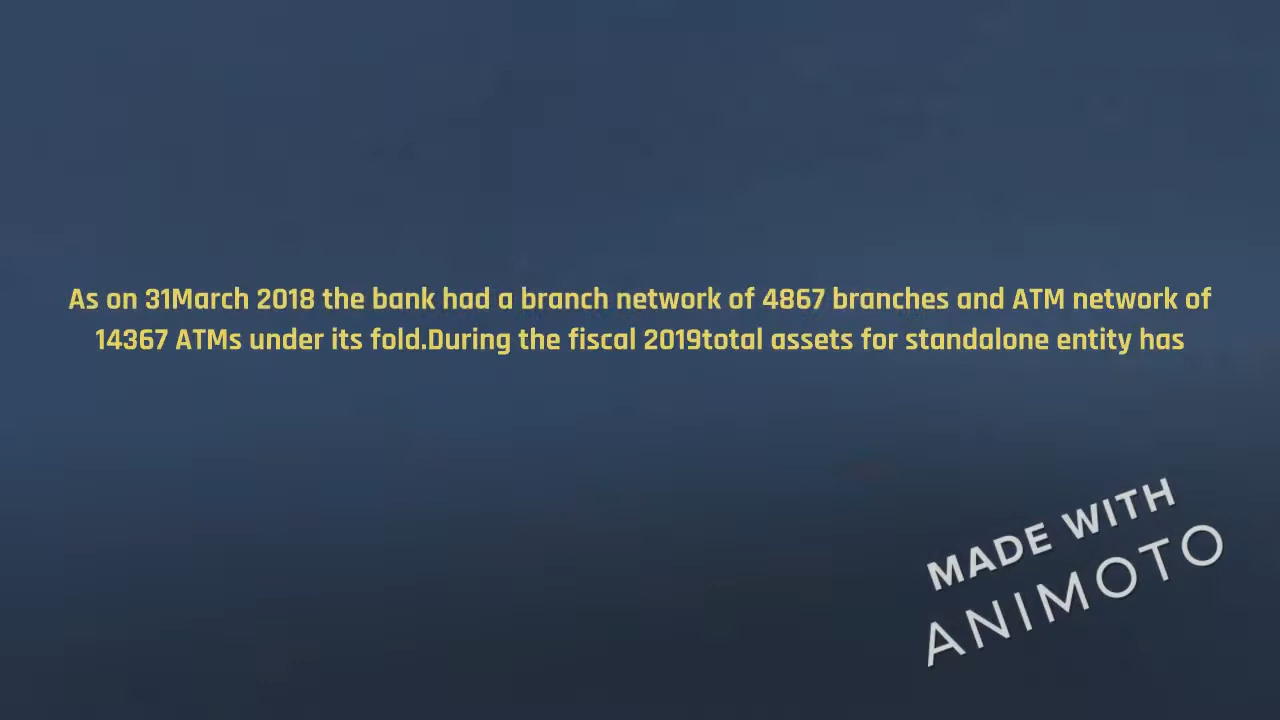 As on 31March 2018 the bank had a branch network of 4867 branches and ATM network of
14367 ATMs under its fold.During the fiscal 2019total assets for standalone entity has
MADE WITH
ANIMOTO